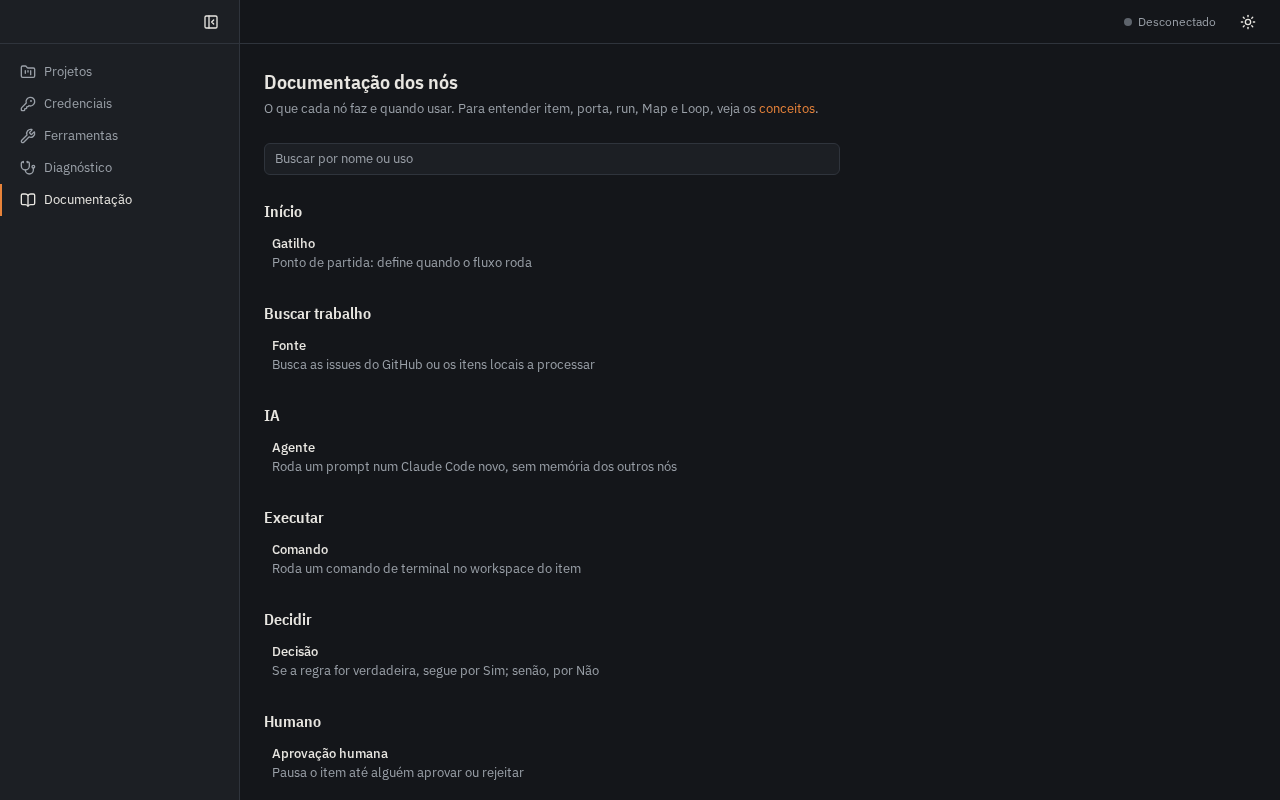 Desconectado
Projetos
Credenciais
Ferramentas
Diagnóstico
Documentação
Documentação dos nós
O que cada nó faz e quando usar. Para entender item, porta, run, Map e Loop, veja os conceitos.
Buscar por nome ou uso
Início
Gatilho
Ponto de partida: define quando o fluxo roda
Buscar trabalho
Fonte
Busca as issues do GitHub ou os itens locais a processar
IA
Agente
Roda um prompt num Claude Code novo, sem memória dos outros nós
Executar
Comando
Roda um comando de terminal no workspace do item
Decidir
Decisão
Se a regra for verdadeira, segue por Sim; senão, por Não
Humano
Aprovação humana
Pausa o item até alguém aprovar ou rejeitar